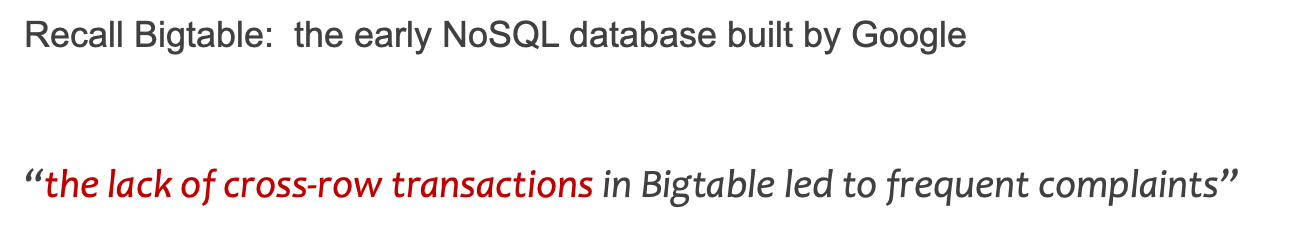 Recall Bigtable:  the early NoSQL database built by Google
“the lack of cross-row transactions in Bigtable led to frequent complaints”